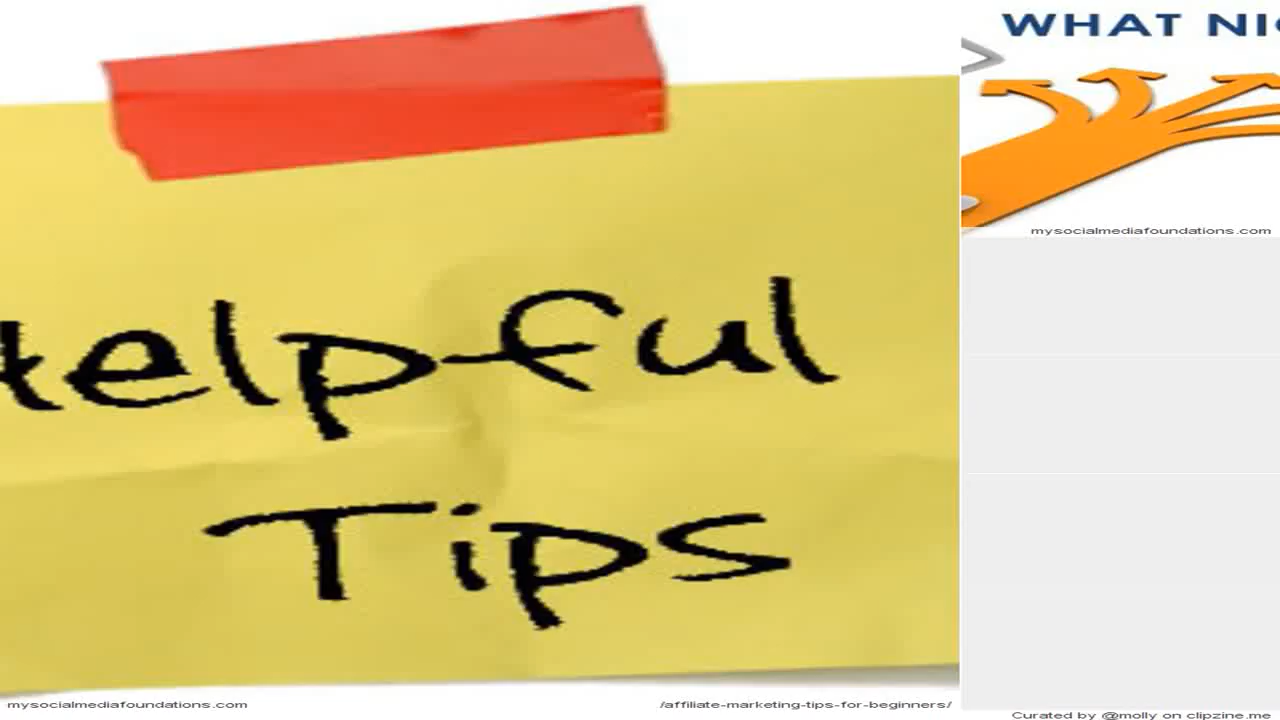 Helpful
Tips
mysocialmediafoundations.com
/affiliate-marketing-tips-for-beginners/
WHAT NI
mysocialmediafoundations.com
Curated by @molly on clipzine.me